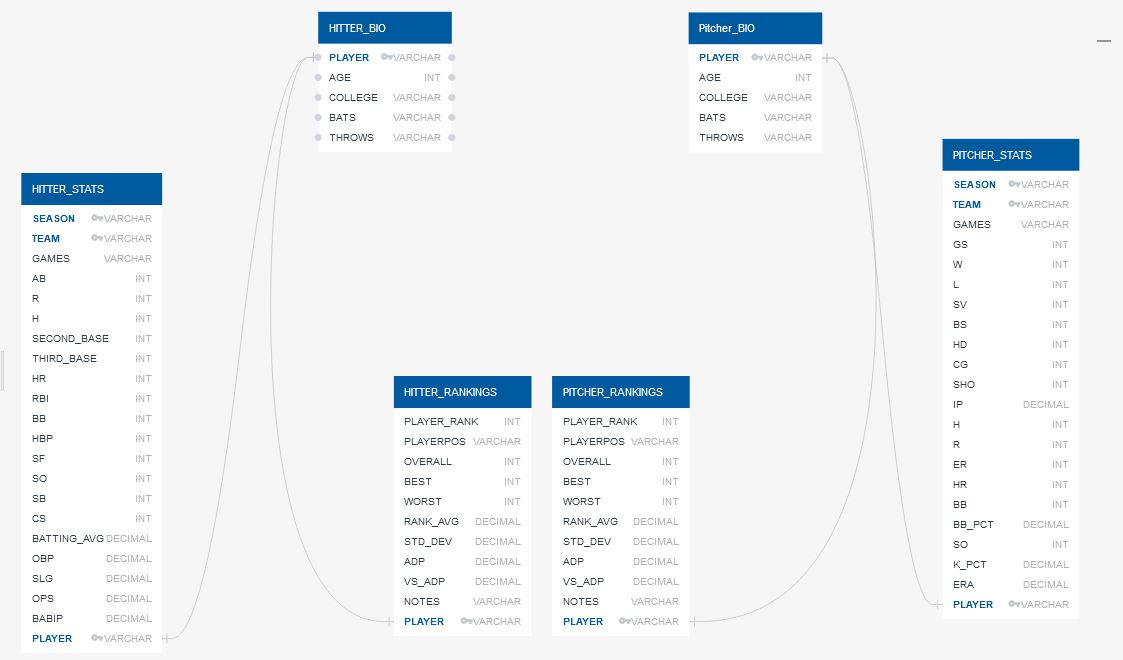 HITTER_BIO
PLAYER VARCHAR
AGE INT
COLLEGE VARCHAR
BATS VARCHAR
THROWS VARCHAR
Pitcher_BIO
PLAYER VARCHAR
AGE INT
COLLEGE VARCHAR
BATS VARCHAR
THROWS VARCHAR
HITTER_STATS
SEASON VARCHAR
TEAM VARCHAR
GAMES VARCHAR
AB INT
R INT
H INT
SECOND_BASE INT
THIRD_BASE INT
HR INT
RBI INT
BB INT
HBP INT
SF INT
SO INT
SB INT
CS INT
BATTING_AVG DECIMAL
OBP DECIMAL
SLG DECIMAL
OPS DECIMAL
BABIP DECIMAL
PLAYER VARCHAR
HITTER_RANKINGS
PLAYER_RANK INT
PLAYERPOS VARCHAR
OVERALL INT
BEST INT
WORST INT
RANK_AVG DECIMAL
STD_DEV DECIMAL
ADP DECIMAL
VS_ADP DECIMAL
NOTES VARCHAR
PLAYER VARCHAR
PITCHER_RANKINGS
PLAYER_RANK INT
PLAYERPOS VARCHAR
OVERALL INT
BEST INT
WORST INT
RANK_AVG DECIMAL
STD_DEV DECIMAL
ADP DECIMAL
VS_ADP DECIMAL
NOTES VARCHAR
PLAYER VARCHAR
PITCHER_STATS
SEASON VARCHAR
TEAM VARCHAR
GAMES VARCHAR
GS INT
W INT
L INT
SV INT
BS INT
HD INT
CG INT
SHO INT
IP DECIMAL
H INT
R INT
ER INT
HR INT
BB INT
BB_PCT DECIMAL
SO INT
K_PCT DECIMAL
ERA DECIMAL
PLAYER VARCHAR